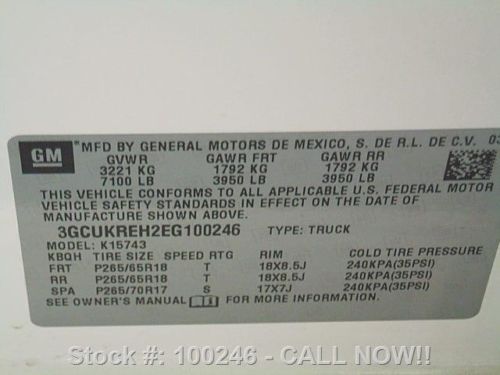 GM
*MFD BY GENERAL MOTORS DE MEXICO, S. DE R.L. DE C.V. 03
GVWR GAWR FRT GAWR RR
3221 KG 1792 KG 1792 KG
7100 LB 3950 LB 3950 LB
THIS VEHICLE CONFORMS TO ALL APPLICABLE U.S. FEDERAL MOTOR
VEHICLE SAFETY STANDARDS IN EFFECT ON THE DATE OF
MANUFACTURE SHOWN ABOVE.
3GCUKREH2EG100246 TYPE: TRUCK
MODEL: K15743
KBQH TIRE SIZE SPEED RTG RIM COLD TIRE PRESSURE
FRT P265/65R18 T 18X8.5J 240KPA(35PSI)
RR P265/65R18 T 18X8.5J 240KPA(35PSI)
SPA P265/70R17 S 17X7J 240KPA(35PSI)
SEE OWNER'S MANUAL FOR MORE INFORMATION.
Stock #: 100246 - CALL NOW!!